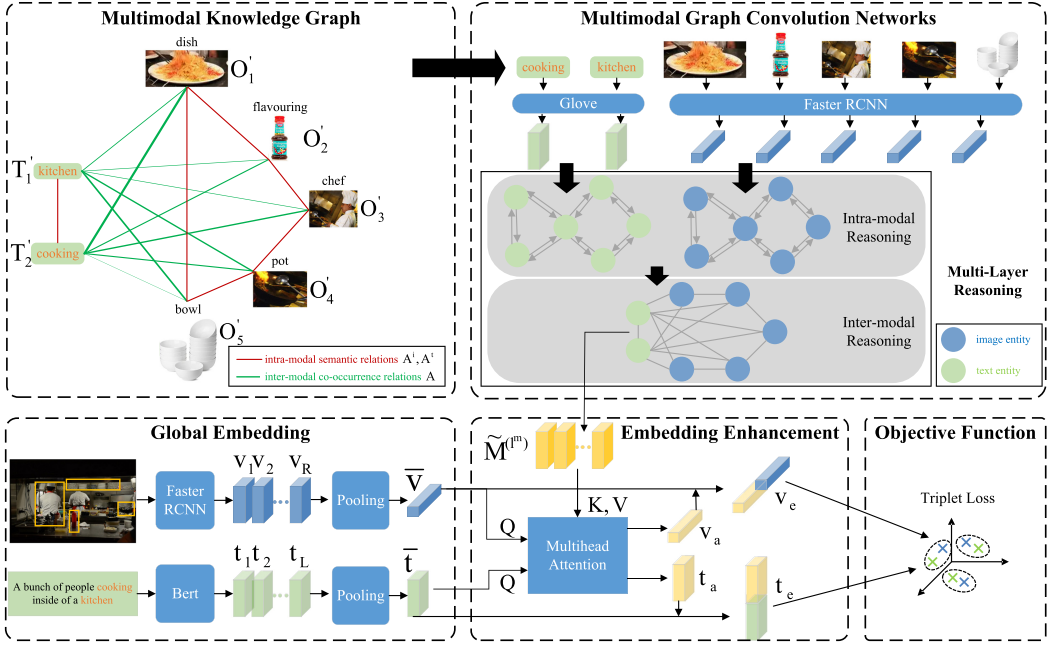 Multimodal Knowledge Graph
dish
O'1
flavouring
O'2
T'1
kitchen
chef
O'3
T'2
cooking
pot
O'4
bowl
O'5
intra-modal semantic relations A^i, A^t
inter-modal co-occurrence relations A
Multimodal Graph Convolution Networks
cooking
kitchen
Glove
Faster RCNN
Intra-modal
Reasoning
Inter-modal
Reasoning
Multi-Layer
Reasoning
image entity
text entity
Global Embedding
Faster
RCNN
v1 v2
vR
Pooling
v̅
A bunch of people cooking
inside of a kitchen
Bert
t1 t2
tL
Pooling
t̅
Embedding Enhancement
M̃^(l^m)
K, V
Q
Q
Multihead
Attention
va
ta
ve
te
Objective Function
Triplet Loss